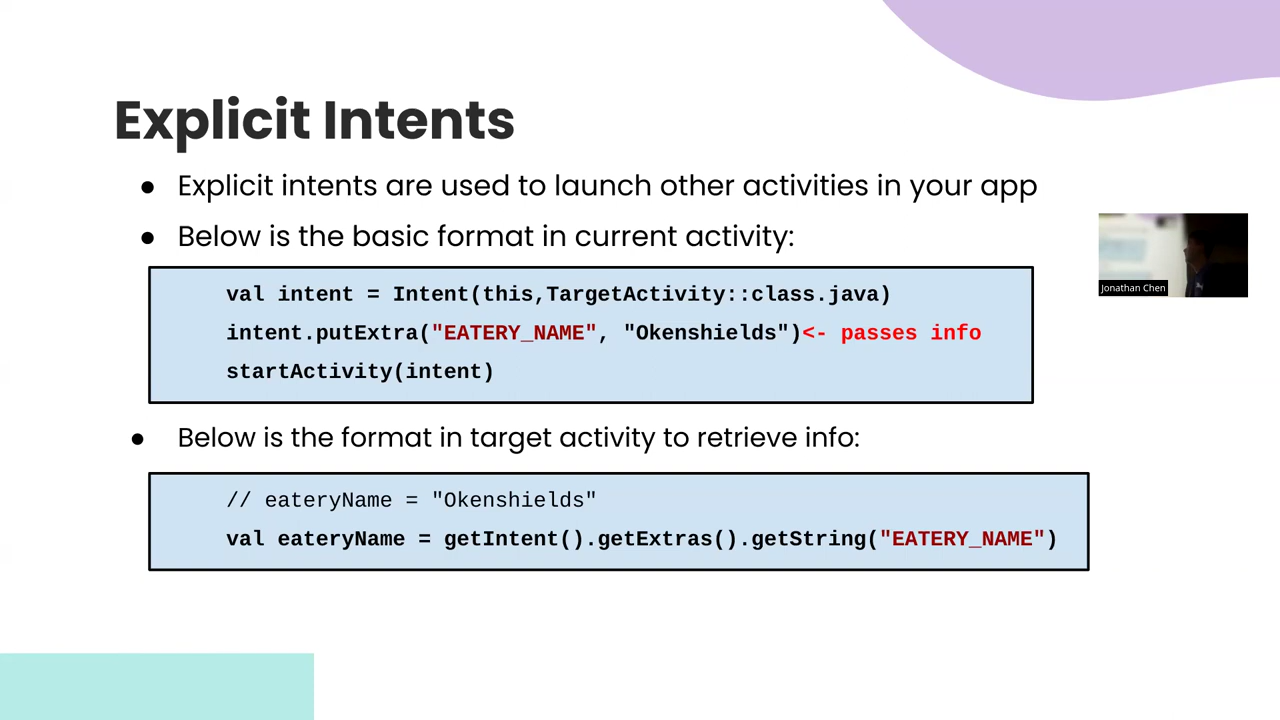 Explicit Intents
● Explicit intents are used to launch other activities in your app
● Below is the basic format in current activity:
val intent = Intent(this,TargetActivity::class.java)
intent.putExtra("EATERY_NAME", "Okenshields")<- passes info
startActivity(intent)
Jonathan Chen
● Below is the format in target activity to retrieve info:
// eateryName = "Okenshields"
val eateryName = getIntent().getExtras().getString("EATERY_NAME")